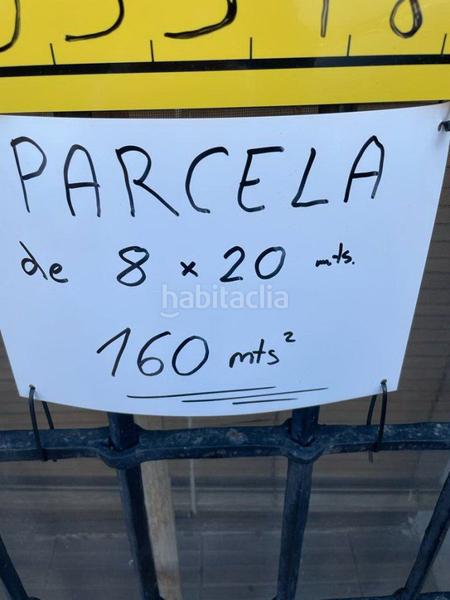 PARCELA
de 8 x 20 mts.
habitaclia
160 mts²